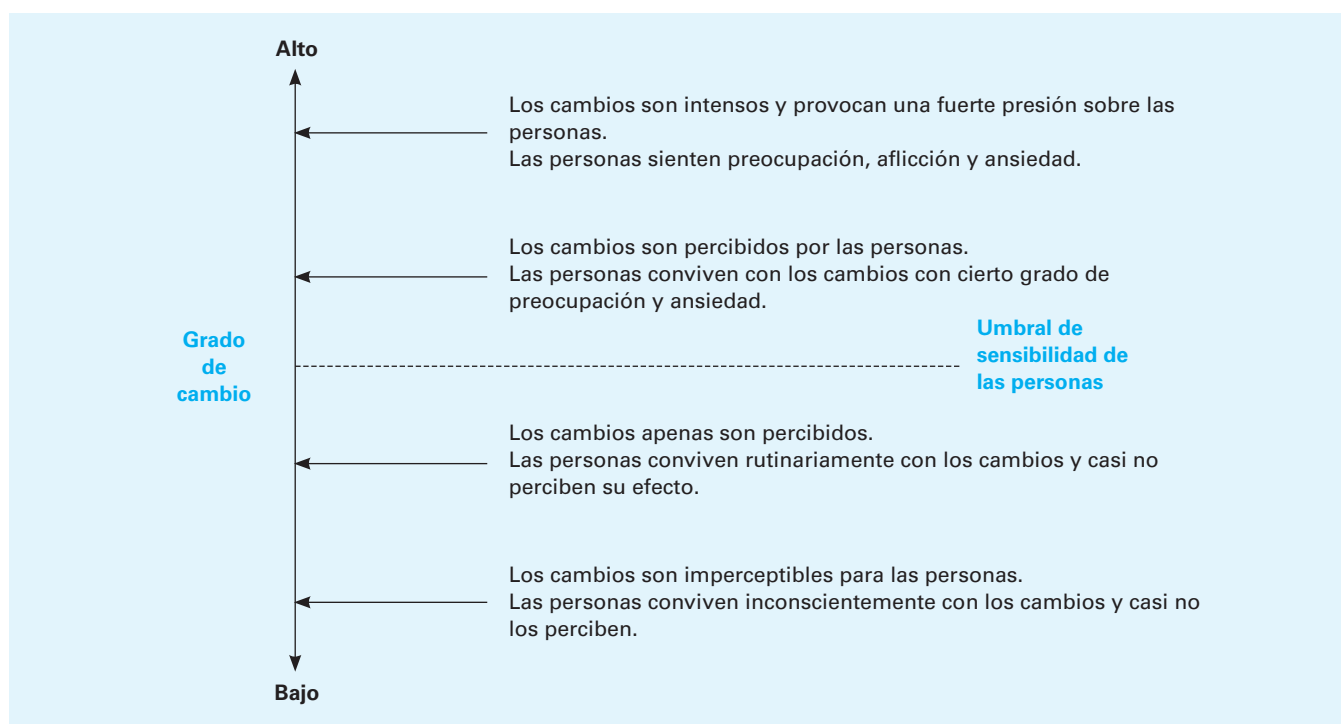 Alto
Los cambios son intensos y provocan una fuerte presión sobre las
personas.
Las personas sienten preocupación, aflicción y ansiedad.
Los cambios son percibidos por las personas.
Las personas conviven con los cambios con cierto grado de
preocupación y ansiedad.
Grado
de
cambio
Umbral de
sensibilidad de
las personas
Los cambios apenas son percibidos.
Las personas conviven rutinariamente con los cambios y casi no
perciben su efecto.
Los cambios son imperceptibles para las personas.
Las personas conviven inconscientemente con los cambios y casi no
los perciben.
Bajo